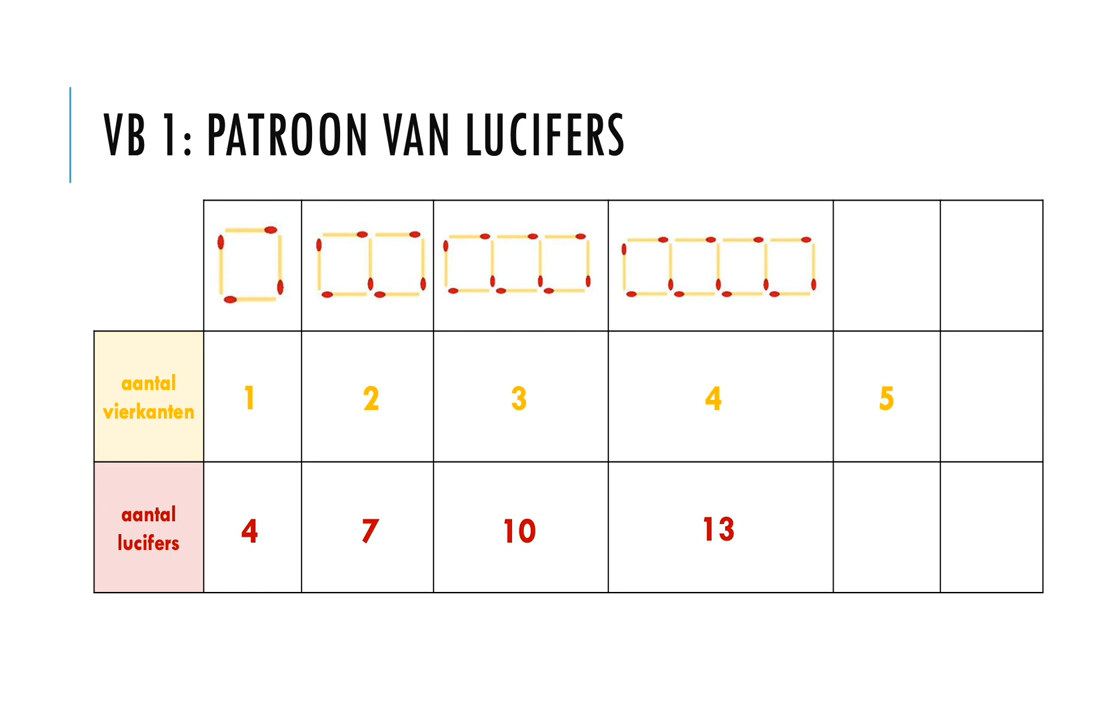 VB 1: PATROON VAN LUCIFERS
aantal
vierkanten
1 2 3 4 5
aantal
lucifers
4 7 10 13